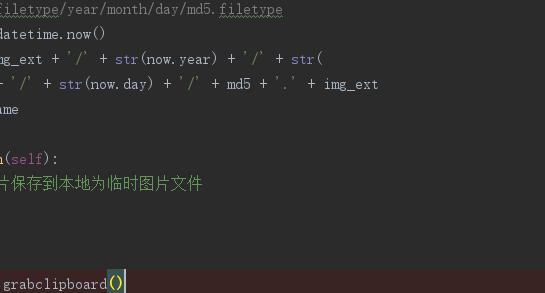 filetype/year/month/day/md5.filetype
datetime.now()
mg_ext + '/' + str(now.year) + '/' + str(
+ '/' + str(now.day) + '/' + md5 + '.' + img_ext
ame
(self):
片保存到本地为临时图片文件
grabclipboard()